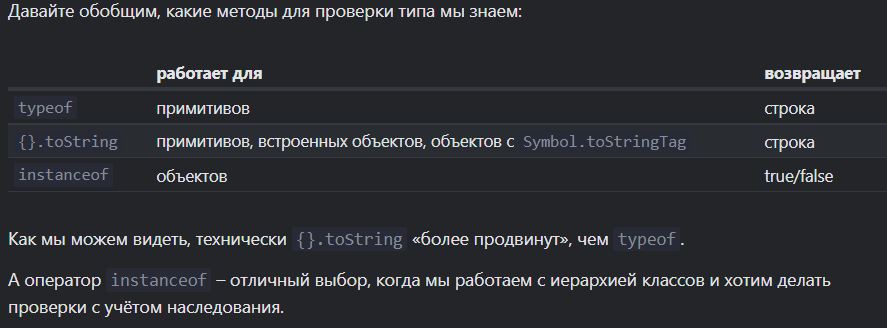 Давайте обобщим, какие методы для проверки типа мы знаем:
работает для возвращает
typeof примитивов строка
{}.toString примитивов, встроенных объектов, объектов с Symbol.toStringTag строка
instanceof объектов true/false
Как мы можем видеть, технически {}.toString «более продвинут», чем typeof.
А оператор instanceof – отличный выбор, когда мы работаем с иерархией классов и хотим делать
проверки с учётом наследования.